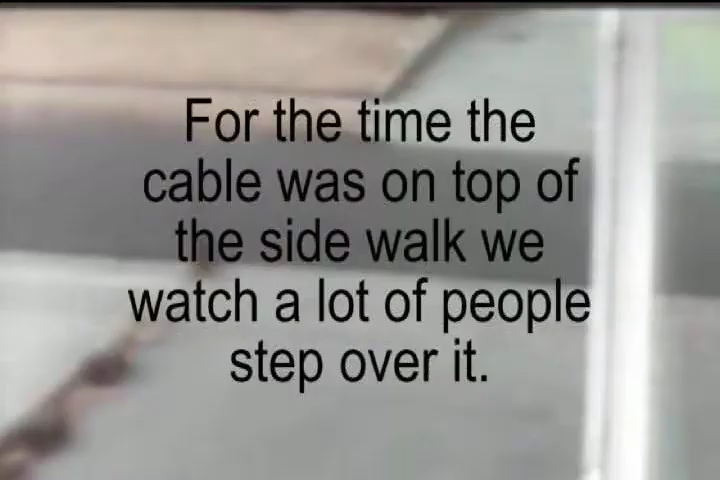 For the time the
cable was on top of
the side walk we
watch a lot of people
step over it.